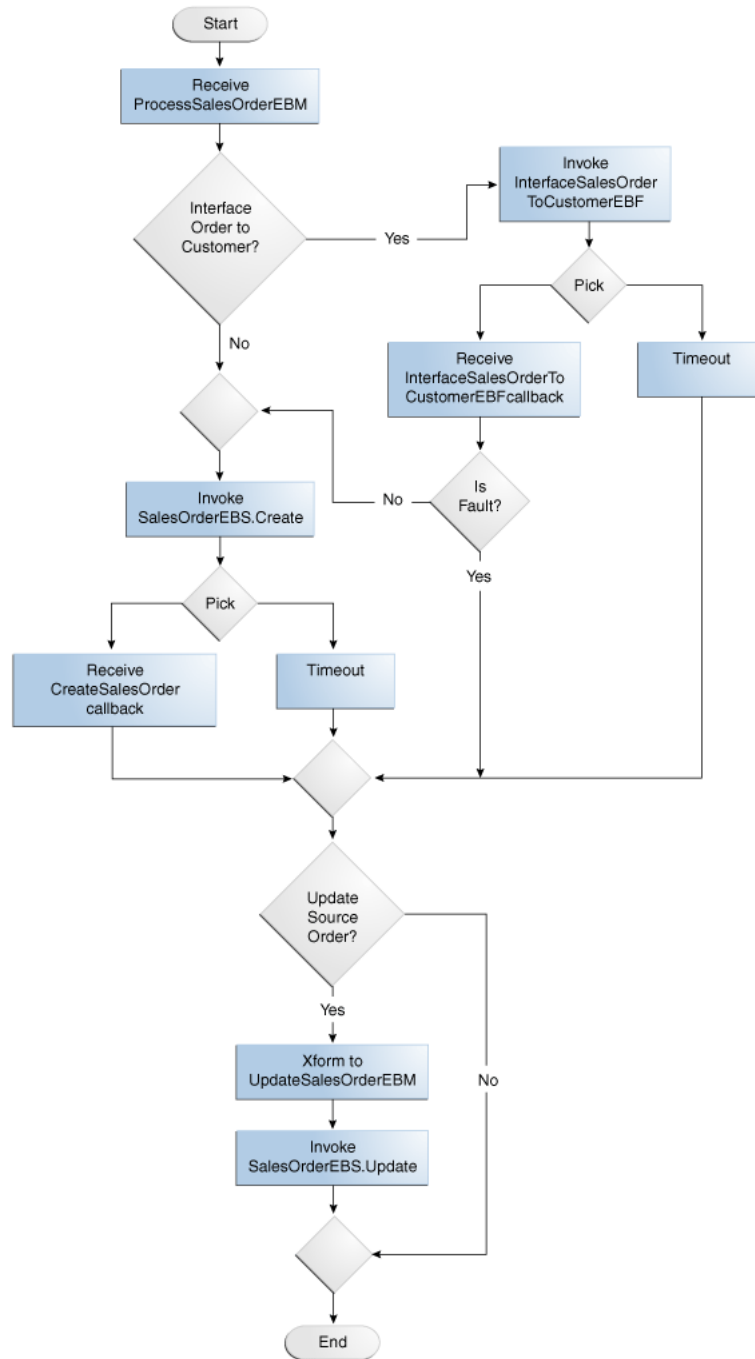 Start
Receive
ProcessSalesOrderEBM
Interface
Order to
Customer?
Yes
Invoke
InterfaceSalesOrder
ToCustomerEBF
Pick
No
Receive
InterfaceSalesOrderTo
CustomerEBFcallback
Timeout
Is
Fault?
No
Yes
Invoke
SalesOrderEBS.Create
Pick
Receive
CreateSalesOrder
callback
Timeout
Update
Source
Order?
Yes
No
Xform to
UpdateSalesOrderEBM
Invoke
SalesOrderEBS.Update
End